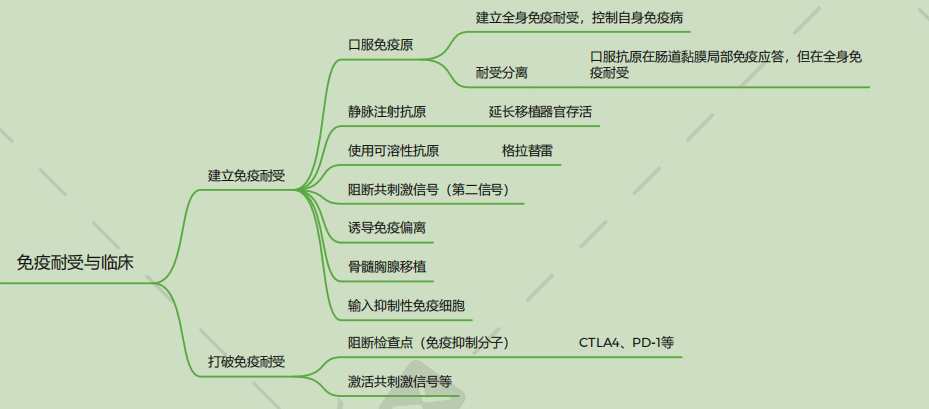 建立全身免疫耐受，控制自身免疫病
口服免疫原
口服抗原在肠道黏膜局部免疫应答，但在全身免
疫耐受
耐受分离
静脉注射抗原
延长移植器官存活
使用可溶性抗原
格拉替雷
建立免疫耐受
阻断共刺激信号（第二信号）
诱导免疫偏离
免疫耐受与临床
骨髓胸腺移植
输入抑制性免疫细胞
阻断检查点（免疫抑制分子）
CTLA4、PD-1等
打破免疫耐受
激活共刺激信号等